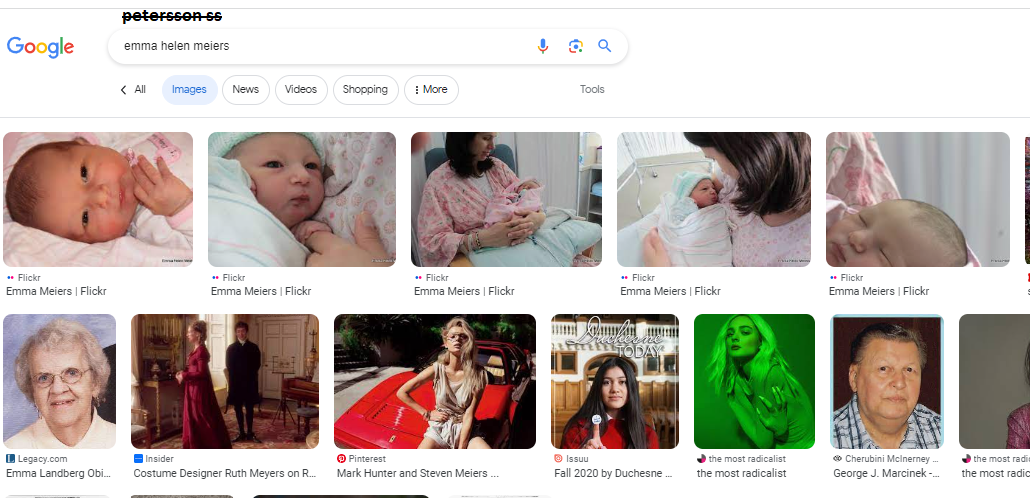 petersson ss
Google
emma helen meiers
All
Images
News
Videos
Shopping
More
Tools
Flickr
Emma Meiers | Flickr
Flickr
Emma Meiers | Flickr
Flickr
Emma Meiers | Flickr
Flickr
Emma Meiers | Flickr
Flickr
Emma Meiers | Flickr
Duchesne
TODAY
Legacy.com
Emma Landberg Obi...
Insider
Costume Designer Ruth Meyers on R...
Pinterest
Mark Hunter and Steven Meiers ...
Issuu
Fall 2020 by Duchesne ...
the most radicalist
the most radicalist
Cherubini McInerney ...
George J. Marcinek -...
the most radic
the most radic